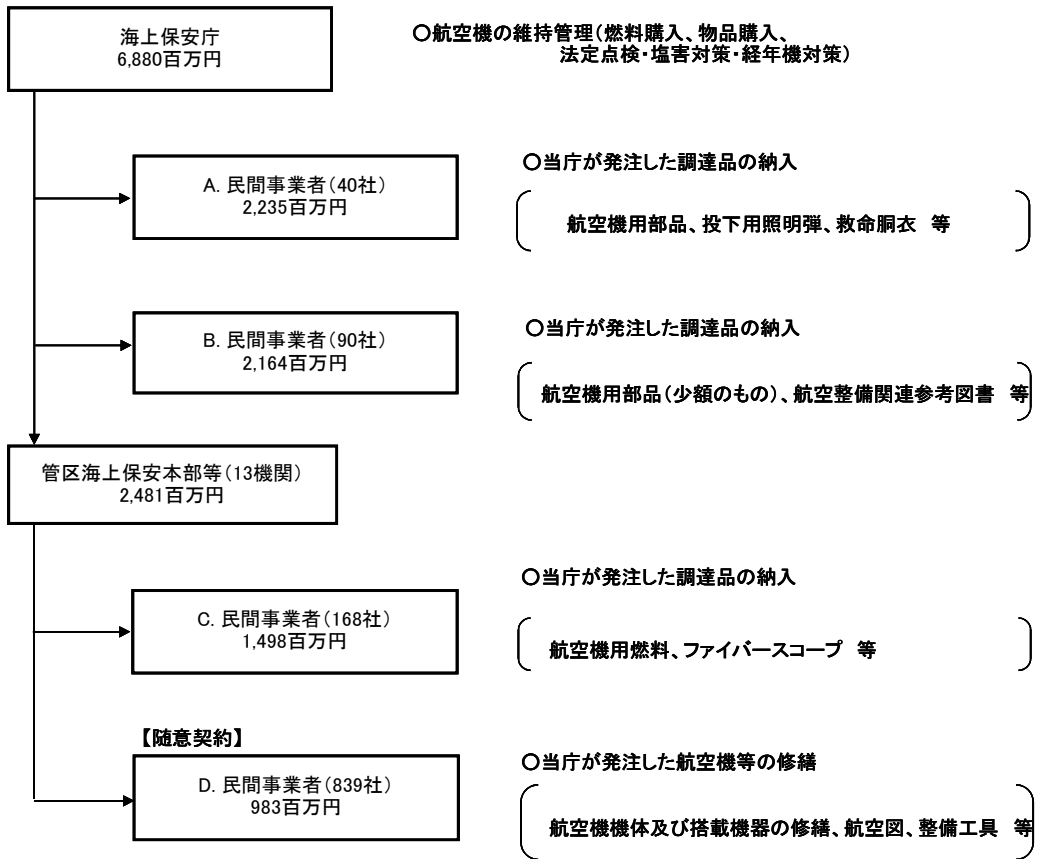 海上保安庁
6,880百万円
○航空機の維持管理(燃料購入、物品購入、
法定点検・塩害対策・経年機対策)
A. 民間事業者(40社)
2,235百万円
○当庁が発注した調達品の納入
航空機用部品、投下用照明弾、救命胴衣 等
B. 民間事業者(90社)
2,164百万円
○当庁が発注した調達品の納入
航空機用部品(少額のもの)、航空整備関連参考図書 等
管区海上保安本部等(13機関)
2,481百万円
C. 民間事業者(168社)
1,498百万円
○当庁が発注した調達品の納入
航空機用燃料、ファイバースコープ 等
【随意契約】
D. 民間事業者(839社)
983百万円
○当庁が発注した航空機等の修繕
航空機機体及び搭載機器の修繕、航空図、整備工具 等